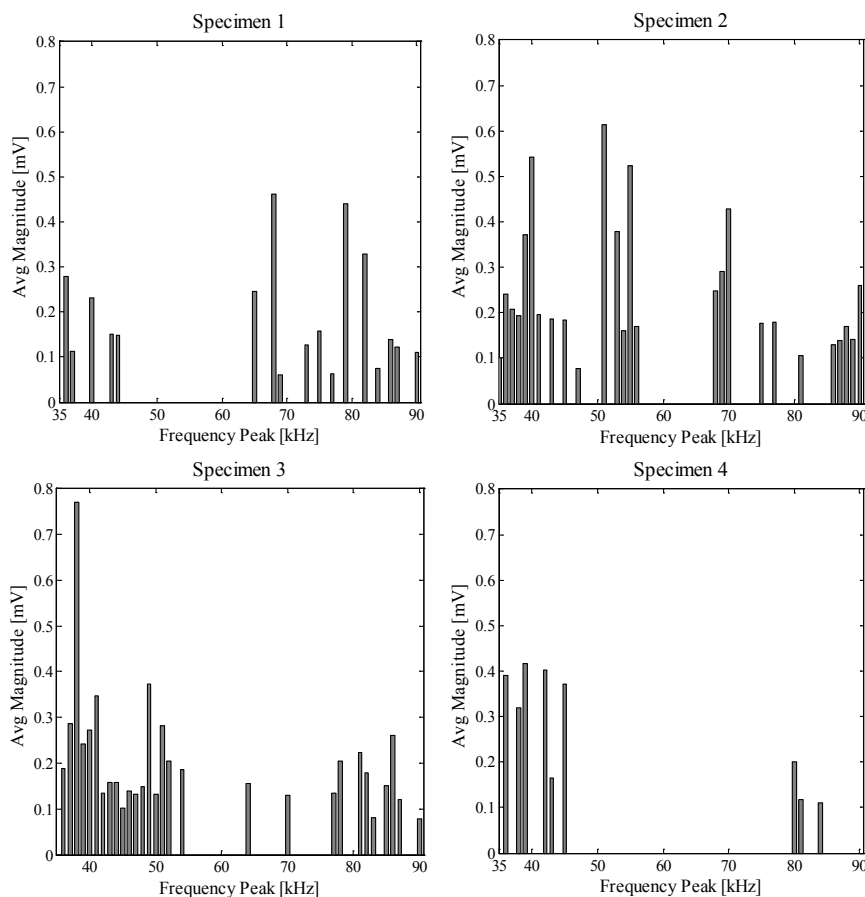 Specimen 1
0.8
0.7
0.6
0.5
0.4
0.3
0.2
0.1
0
35 40 50 60 70 80 90
Avg Magnitude [mV]
Frequency Peak [kHz]
Specimen 2
0.8
0.7
0.6
0.5
0.4
0.3
0.2
0.1
0
35 40 50 60 70 80 90
Avg Magnitude [mV]
Frequency Peak [kHz]
Specimen 3
0.8
0.7
0.6
0.5
0.4
0.3
0.2
0.1
0
40 50 60 70 80 90
Avg Magnitude [mV]
Frequency Peak [kHz]
Specimen 4
0.8
0.7
0.6
0.5
0.4
0.3
0.2
0.1
0
35 40 50 60 70 80 90
Avg Magnitude [mV]
Frequency Peak [kHz]